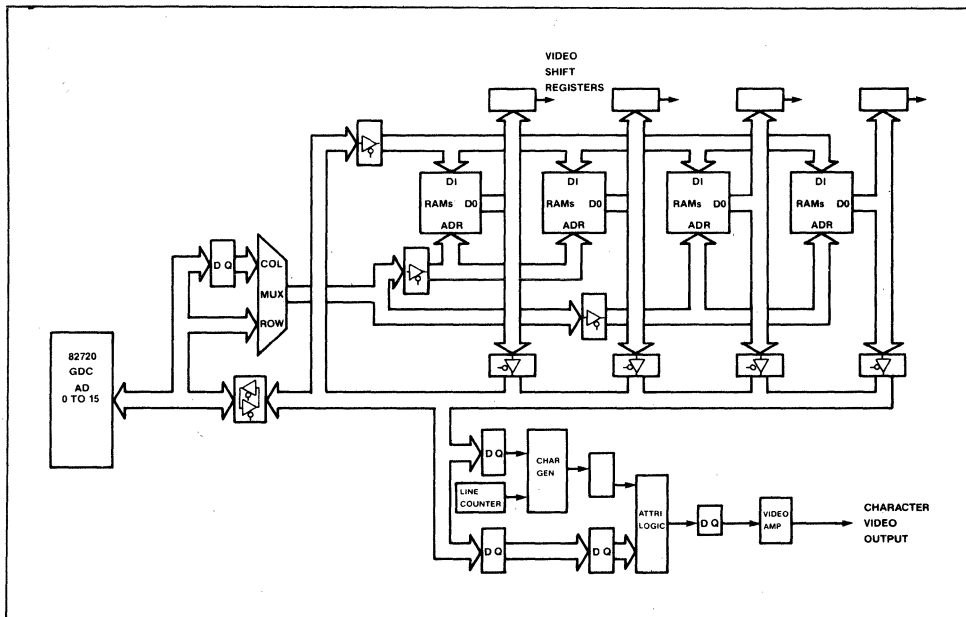 VIDEO
SHIFT
REGISTERS
DI
RAMs D0
ADR
DI
RAMs D0
ADR
DI
RAMs D0
ADR
DI
RAMs D0
ADR
D Q
COL
MUX
ROW
82720
GDC
AD
0 TO 15
D Q
CHAR
GEN
LINE
COUNTER
ATTRI
LOGIC
D Q
VIDEO
AMP
CHARACTER
VIDEO
OUTPUT
D Q
D Q